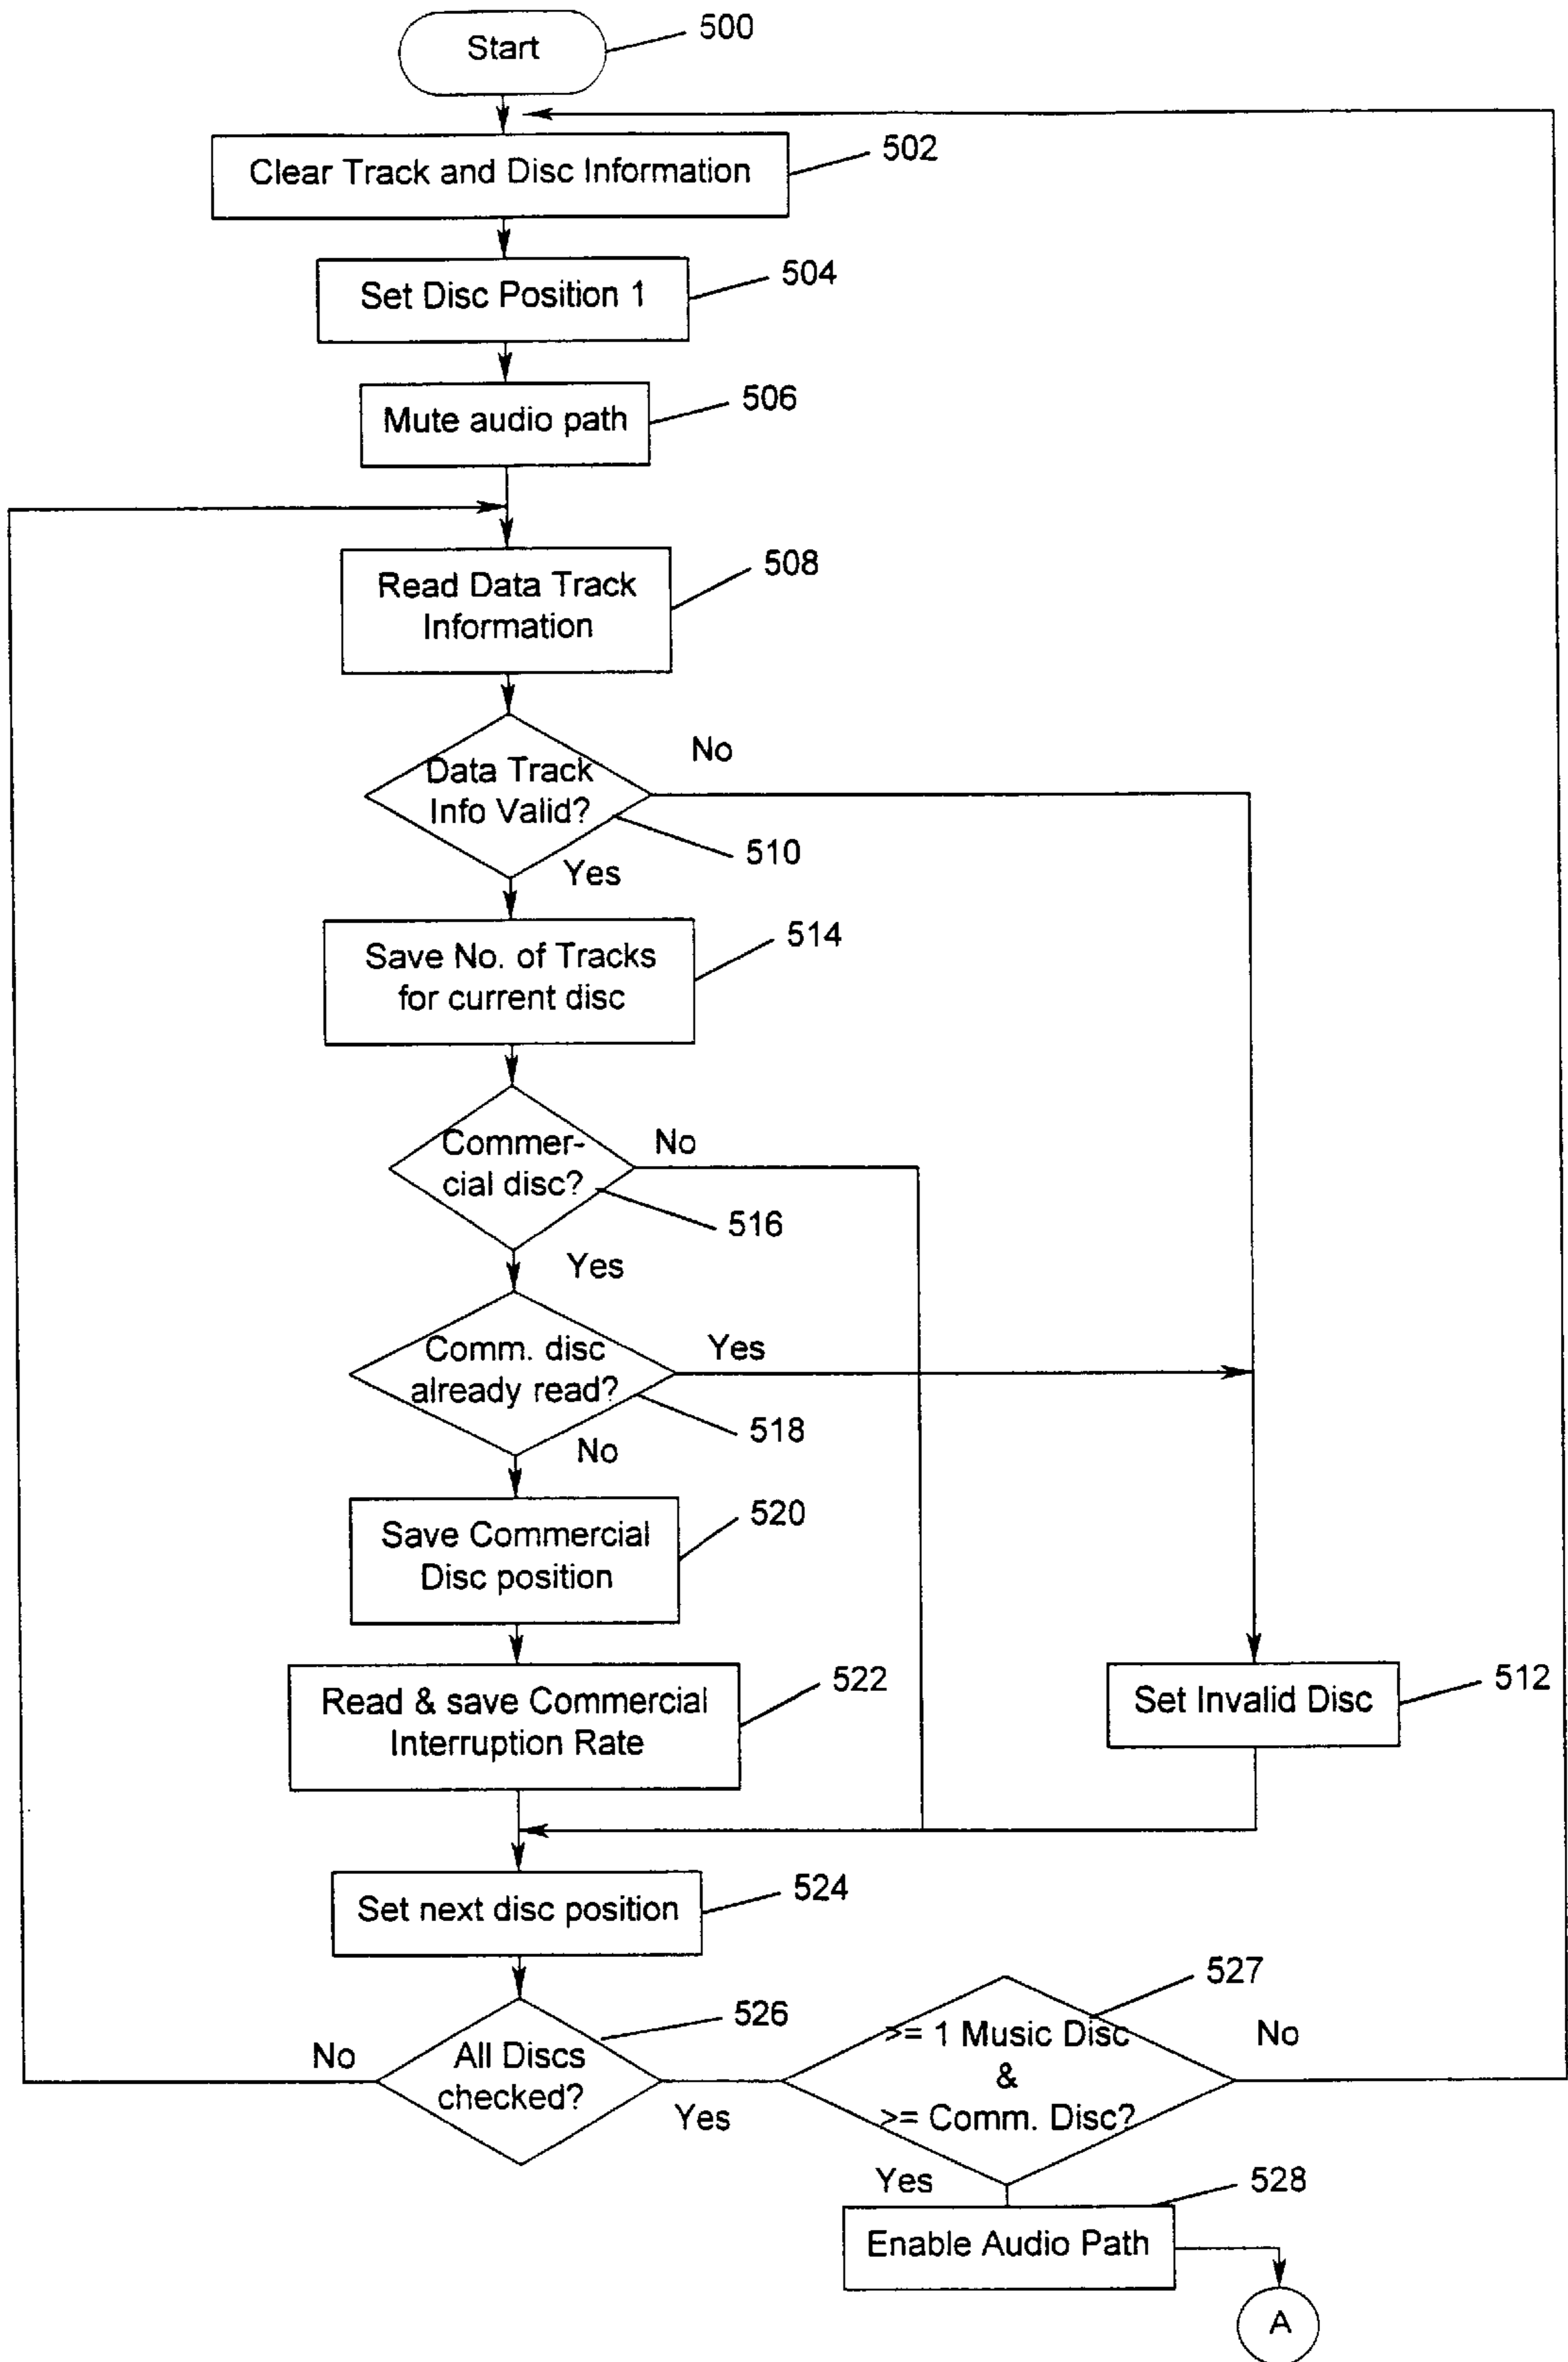 Start
500
Clear Track and Disc Information
502
Set Disc Position 1
504
Mute audio path
506
Read Data Track
Information
508
Data Track
Info Valid?
No
510
Yes
Save No. of Tracks
for current disc
514
Commer-
cial disc?
No
516
Yes
Comm. disc
already read?
Yes
518
No
Save Commercial
Disc position
520
Read & save Commercial
Interruption Rate
522
Set Invalid Disc
512
Set next disc position
524
All Discs
checked?
526
No
Yes
>= 1 Music Disc
&
>= Comm. Disc?
527
No
Yes
Enable Audio Path
528
A